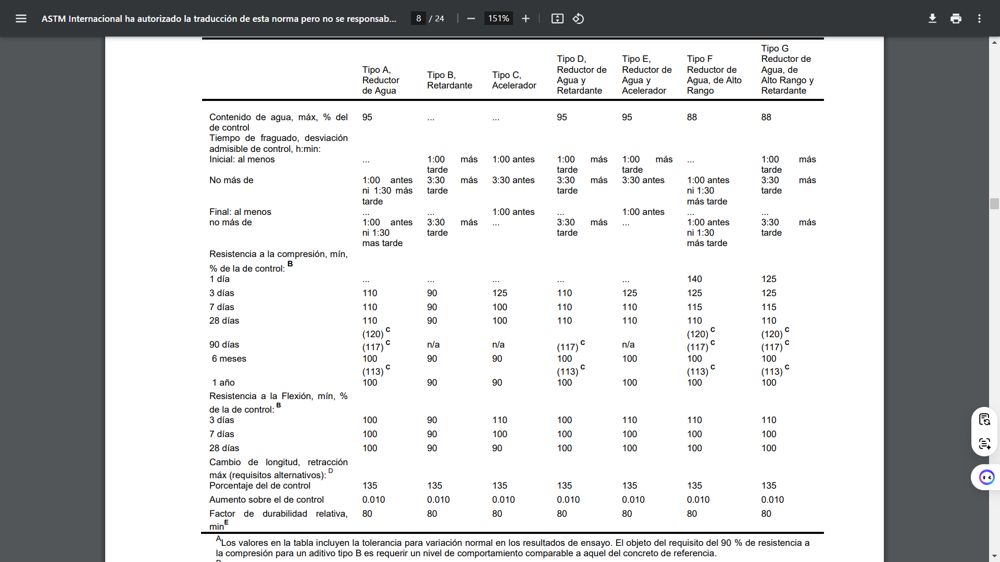 ASTM Internacional ha autorizado la traducción de esta norma pero no se responsab... 8 / 24 151%
Tipo A, Reductor de Agua
Tipo B, Retardante
Tipo C, Acelerador
Tipo D, Reductor de Agua y Retardante
Tipo E, Reductor de Agua y Acelerador
Tipo F Reductor de Agua, de Alto Rango
Tipo G Reductor de Agua, de Alto Rango y Retardante
Contenido de agua, máx, % del de control 95 ... ... 95 95 88 88
Tiempo de fraguado, desviación admisible de control, h:min:
Inicial: al menos ... 1:00 más tarde 1:00 antes 1:00 más tarde 1:00 más tarde ... 1:00 más tarde
No más de 1:00 antes ni 1:30 más tarde 3:30 más tarde 3:30 antes 3:30 más tarde 3:30 antes 1:00 antes ni 1:30 más tarde 3:30 más tarde
Final: al menos ... ... 1:00 antes ... 1:00 antes ... ...
no más de 1:00 antes ni 1:30 mas tarde 3:30 más tarde ... 3:30 más tarde ... 1:00 antes ni 1:30 más tarde 3:30 más tarde
Resistencia a la compresión, mín, % de la de control: B
1 día ... ... ... ... ... 140 125
3 días 110 90 125 110 125 125 125
7 días 110 90 100 110 110 115 115
28 días 110 90 100 110 110 110 110
(120) C (120) C (120) C
90 días (117) C n/a n/a (117) C n/a (117) C (117) C
6 meses 100 90 90 100 100 100 100
(113) C (113) C (113) C (113) C
1 año 100 90 90 100 100 100 100
Resistencia a la Flexión, mín, % de la de control: B
3 días 100 90 110 100 110 110 110
7 días 100 90 100 100 100 100 100
28 días 100 90 90 100 100 100 100
Cambio de longitud, retracción máx (requisitos alternativos): D
Porcentaje del de control 135 135 135 135 135 135 135
Aumento sobre el de control 0.010 0.010 0.010 0.010 0.010 0.010 0.010
Factor de durabilidad relativa, min E 80 80 80 80 80 80 80
A Los valores en la tabla incluyen la tolerancia para variación normal en los resultados de ensayo. El objeto del requisito del 90 % de resistencia a
la compresión para un aditivo tipo B es requerir un nivel de comportamiento comparable a aquel del concreto de referencia.